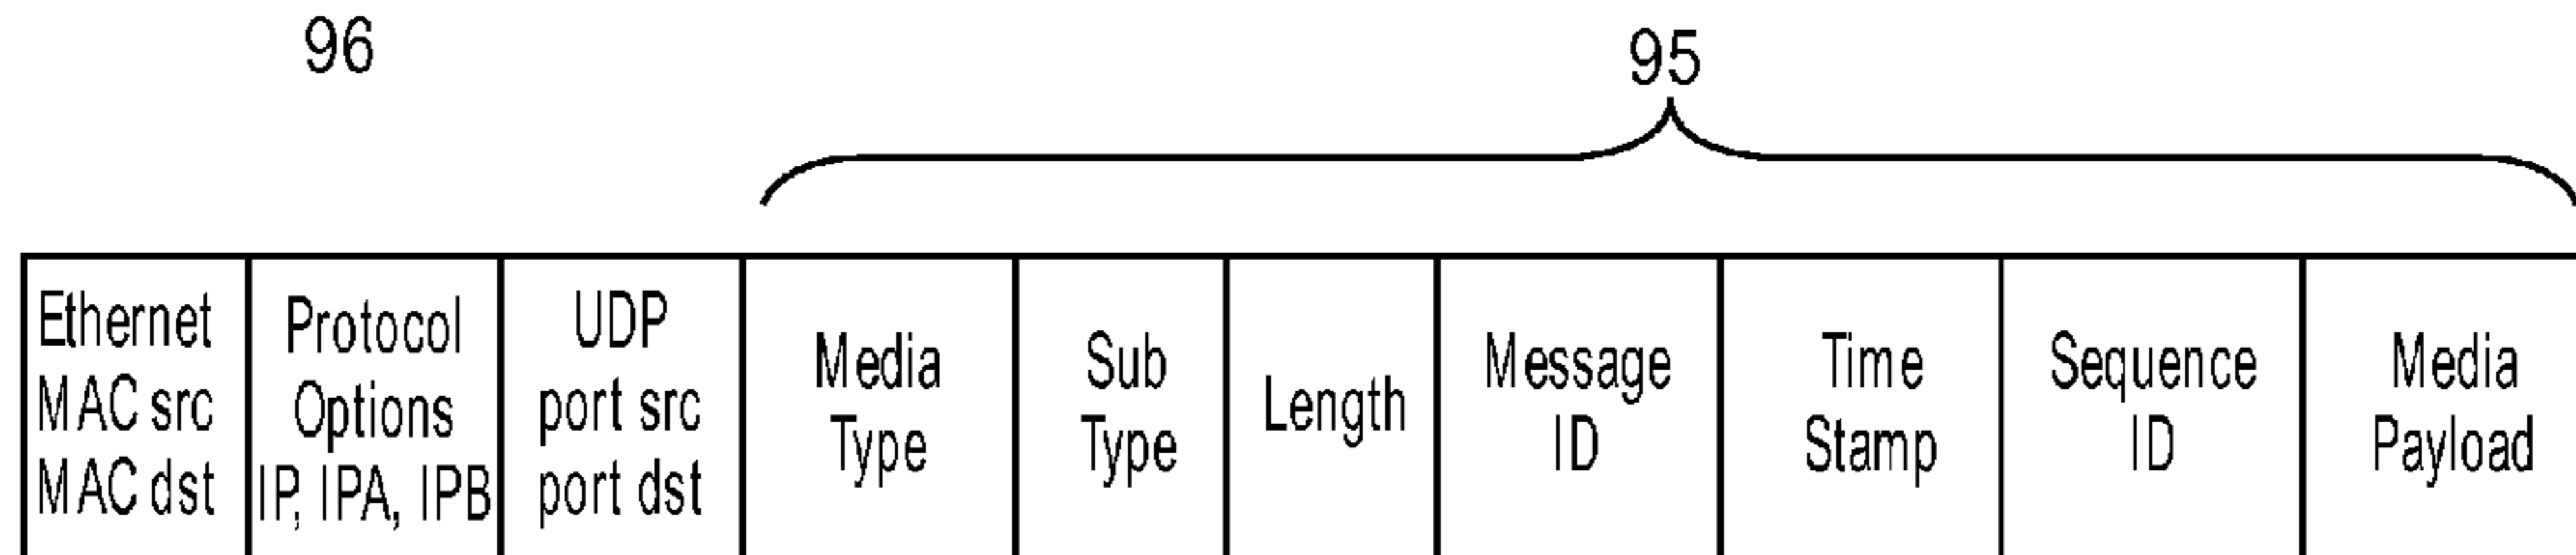 96
95
Ethernet
MAC src
MAC dst
Protocol
Options
IP, IPA, IPB
UDP
port src
port dst
Media
Type
Sub
Type
Length
Message
ID
Time
Stamp
Sequence
ID
Media
Payload